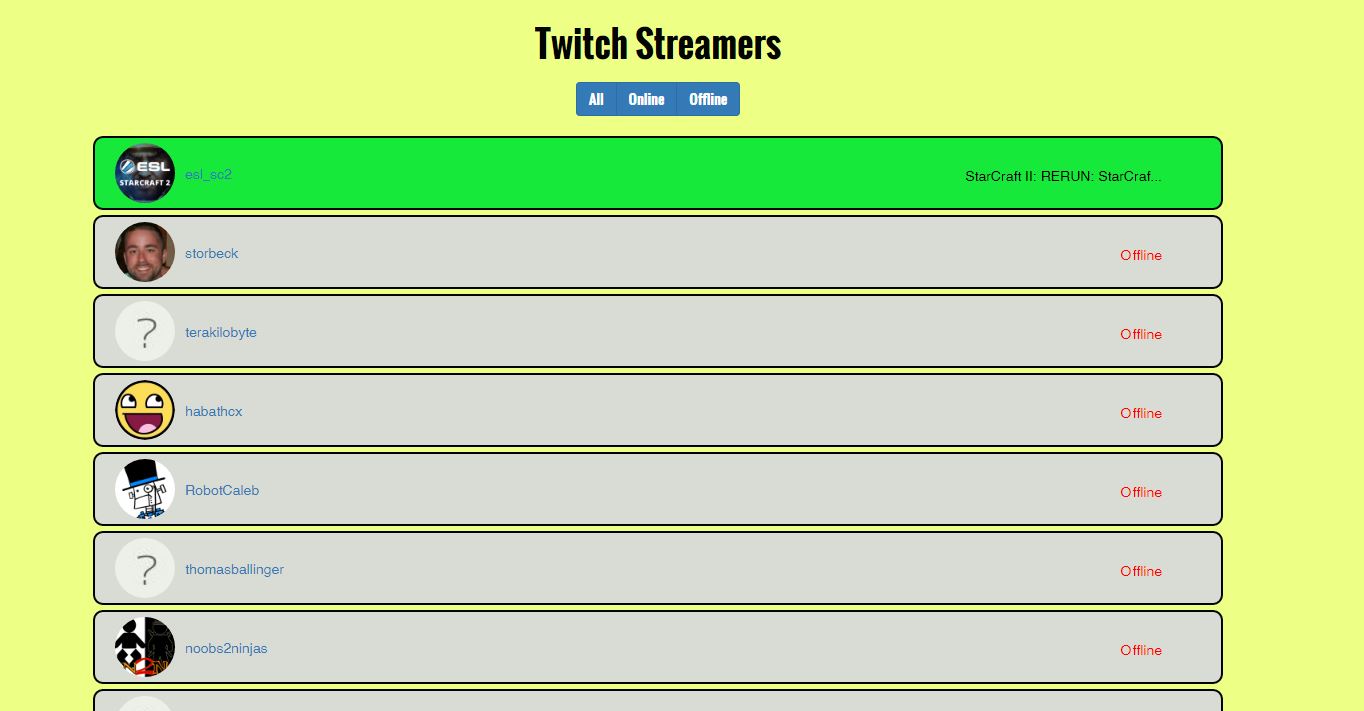 Twitch Streamers
All Online Offline
ESL
STARCRAFT 2
esl_sc2 StarCraft II: RERUN: StarCraf...
storbeck Offline
? terakilobyte Offline
habathcx Offline
RobotCaleb Offline
? thomasballinger Offline
noobs2ninjas Offline